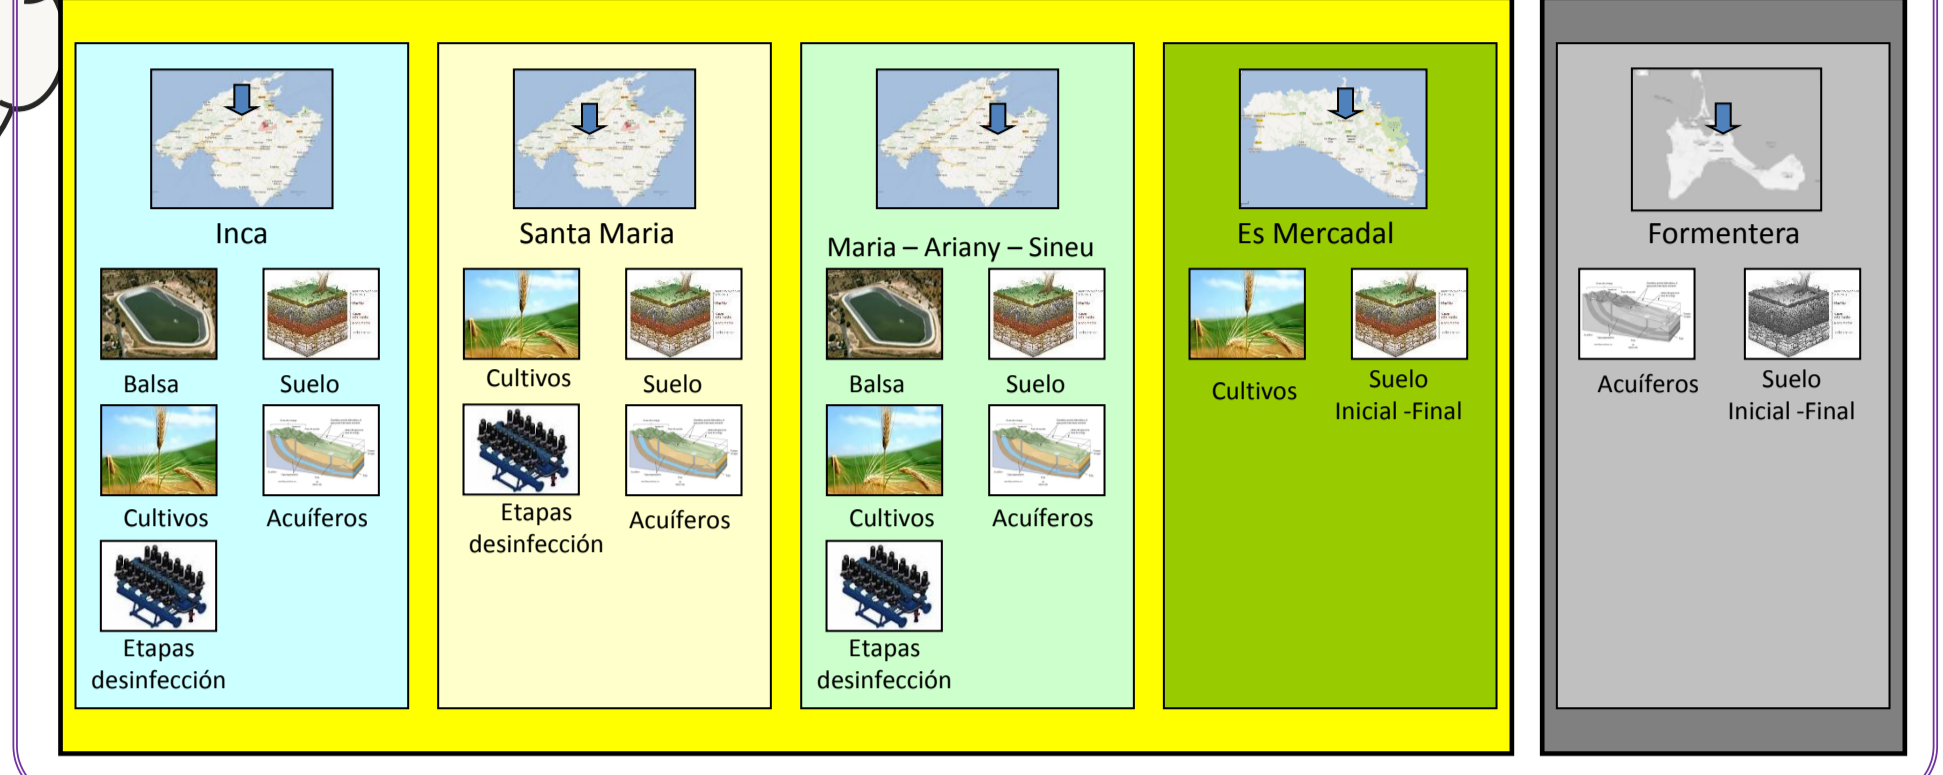 Inca
Balsa
Suelo
Cultivos
Acuíferos
Etapas
desinfección
Santa Maria
Cultivos
Suelo
Etapas
desinfección
Acuíferos
Maria – Ariany – Sineu
Balsa
Suelo
Cultivos
Acuíferos
Etapas
desinfección
Es Mercadal
Cultivos
Suelo
Inicial -Final
Formentera
Acuíferos
Suelo
Inicial -Final